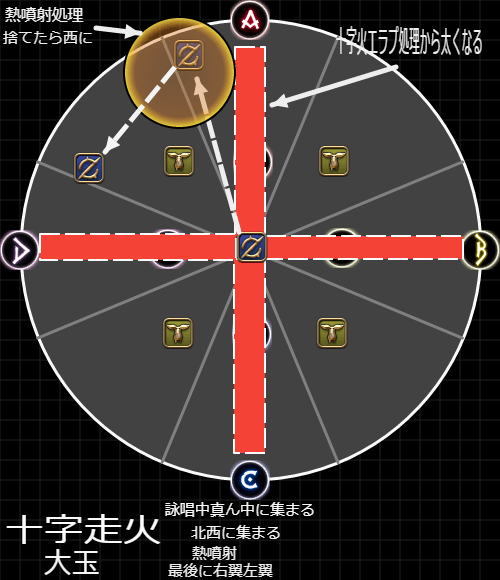 熱噴射処理
捨てたら西に
十字火エラプ処理から太くなる
A
D
B
C
十字走火
大玉
詠唱中真ん中に集まる
北西に集まる
熱噴射
最後に右翼左翼